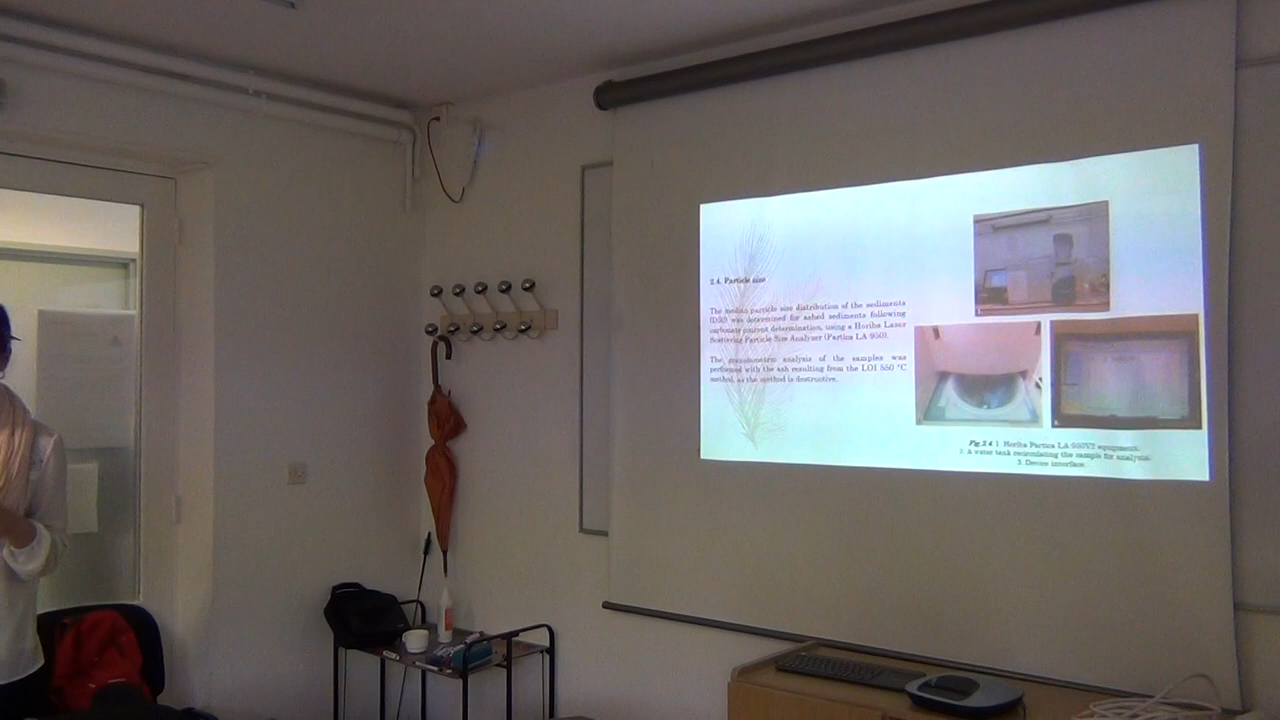 2.4. Particle size
The median particle size distribution of the sediments
(D50) was determined for ashed sediments following
carbonate content determination, using a Horiba Laser
Scattering Particle Size Analyzer (Partica LA-950).
The granulometric analysis of the samples was
performed with the ash resulting from the LOI 550 °C
method, as the method is destructive.
Fig.2.4 1. Horiba Partica LA-950V2 equipment.
2. A water tank recirculating the sample for analysis.
3. Device interface